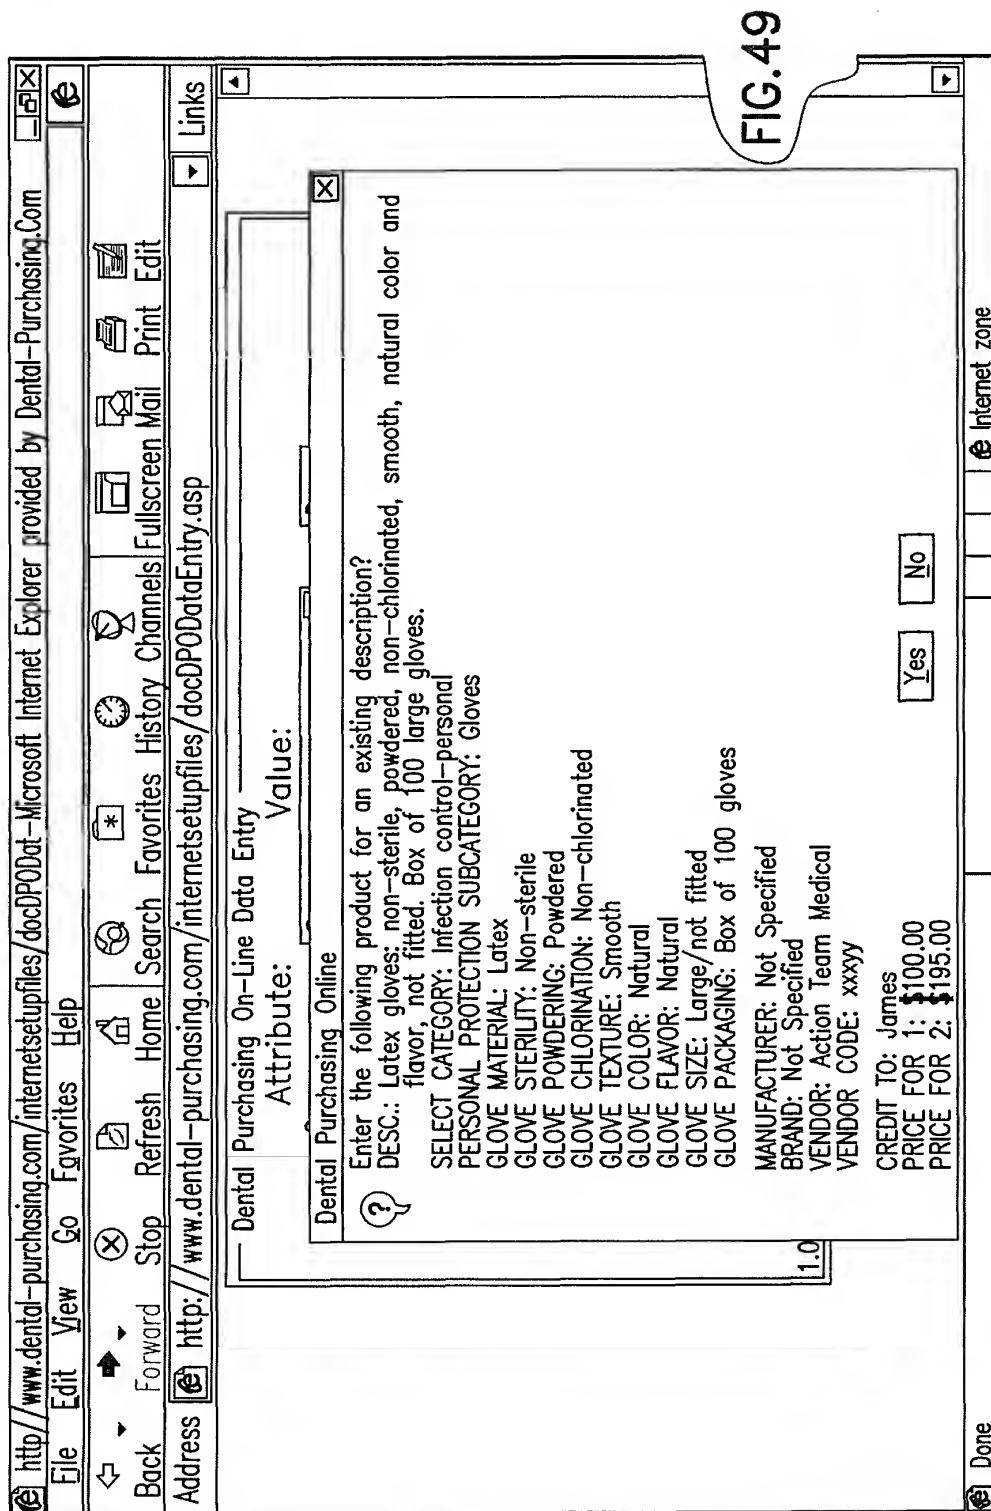 http//www.dental-purchasing.com/internetsetupfiles/docDPODat-Microsoft Internet Explorer provided by Dental-Purchasing.Com
File Edit View Go Favorites Help
Back Forward Stop Refresh Home Search Favorites History Channels Fullscreen Mail Print Edit
Address http://www.dental-purchasing.com/internetsetupfiles/docDPODataEntry.asp Links
Dental Purchasing On-Line Data Entry
Attribute: Value:
Dental Purchasing Online
Enter the following product for an existing description?
DESC.: Latex gloves: non-sterile, powdered, non-chlorinated, smooth, natural color and
flavor, not fitted. Box of 100 large gloves.
SELECT CATEGORY: Infection control-personal
PERSONAL PROTECTION SUBCATEGORY: Gloves
GLOVE MATERIAL: Latex
GLOVE STERILITY: Non-sterile
GLOVE POWDERING: Powdered
GLOVE CHLORINATION: Non-chlorinated
GLOVE TEXTURE: Smooth
GLOVE COLOR: Natural
GLOVE FLAVOR: Natural
GLOVE SIZE: Large/not fitted
GLOVE PACKAGING: Box of 100 gloves
MANUFACTURER: Not Specified
BRAND: Not Specified
VENDOR: Action Team Medical
VENDOR CODE: xxxyy
CREDIT TO: James
PRICE FOR 1: $100.00
PRICE FOR 2: $195.00
Yes No
1.0
Done Internet zone
FIG.49